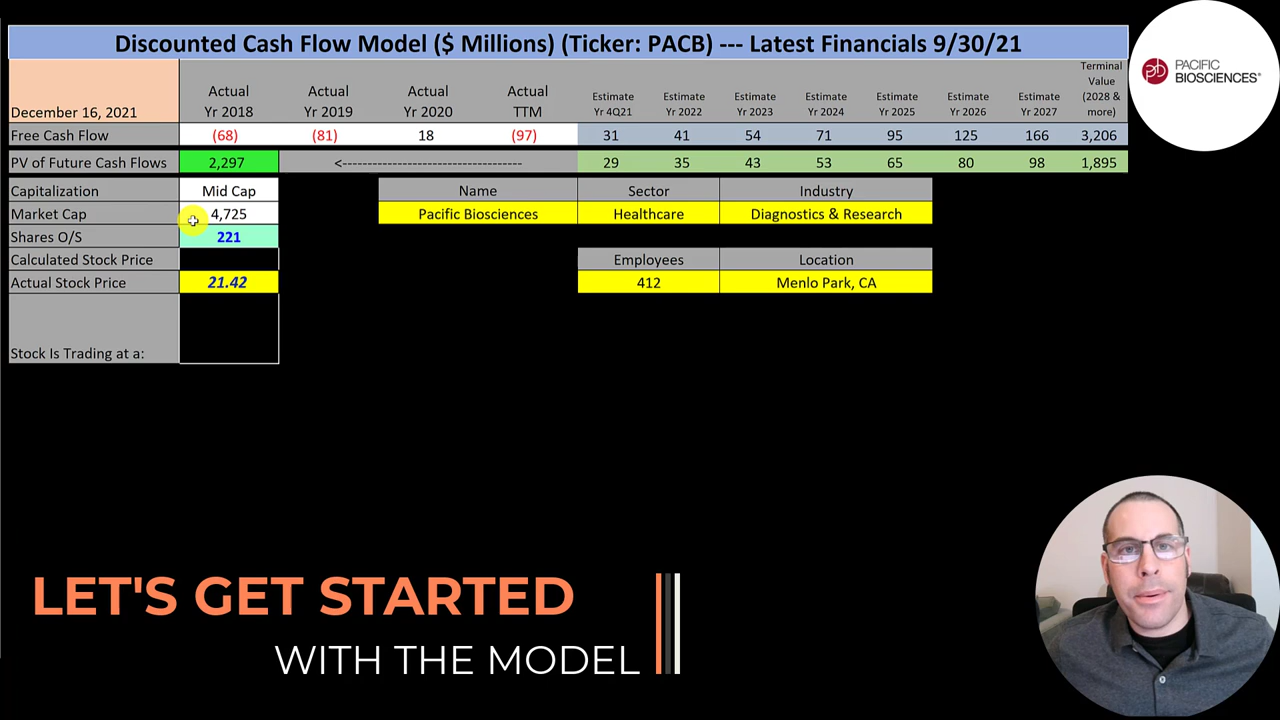 Discounted Cash Flow Model ($ Millions) (Ticker: PACB) --- Latest Financials 9/30/21
PACIFIC
BIOSCIENCES®
December 16, 2021 Actual Yr 2018 Actual Yr 2019 Actual Yr 2020 Actual TTM Estimate Yr 4Q21 Estimate Yr 2022 Estimate Yr 2023 Estimate Yr 2024 Estimate Yr 2025 Estimate Yr 2026 Estimate Yr 2027 Terminal Value (2028 & more)
Free Cash Flow (68) (81) 18 (97) 31 41 54 71 95 125 166 3,206
PV of Future Cash Flows 2,297 <------------------------------------ 29 35 43 53 65 80 98 1,895
Capitalization Mid Cap Name Sector Industry
Market Cap 4,725 Pacific Biosciences Healthcare Diagnostics & Research
Shares O/S 221
Calculated Stock Price Employees Location
Actual Stock Price 21.42 412 Menlo Park, CA
Stock Is Trading at a:
LET'S GET STARTED
WITH THE MODEL